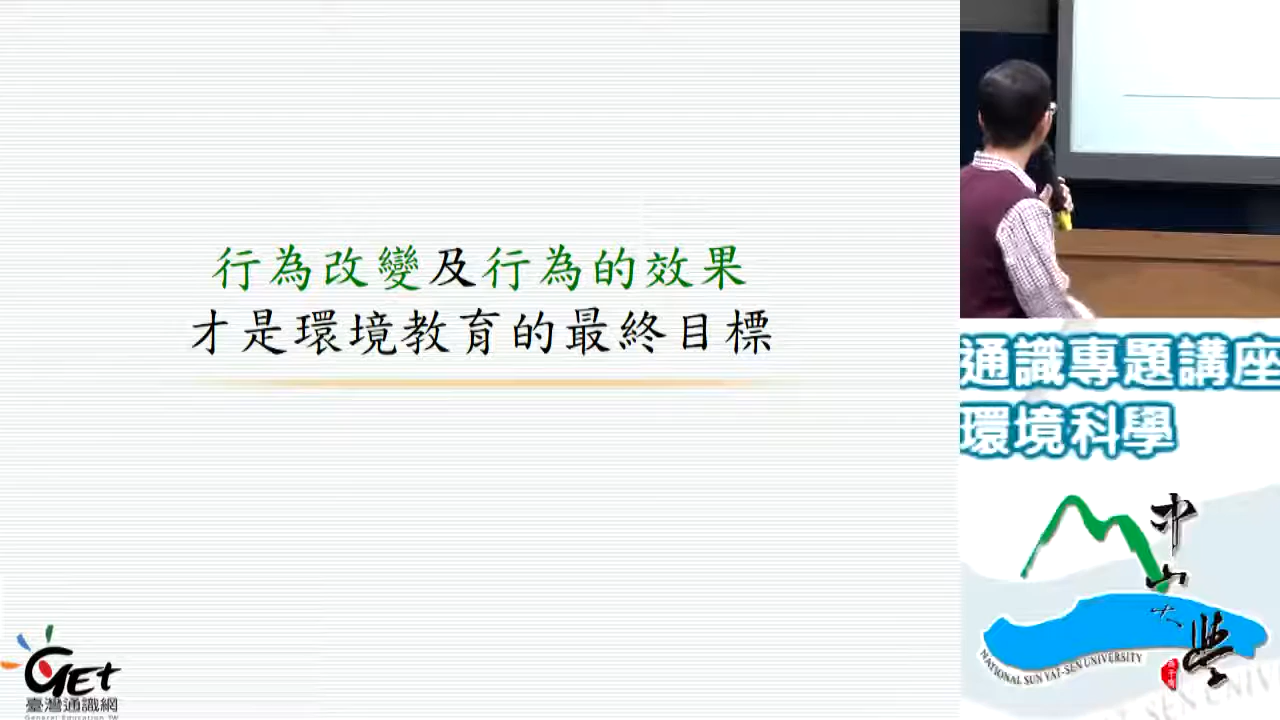 行為改變及行為的效果
才是環境教育的最終目標
通識專題講座
環境科學
中山大學
NATIONAL SUN YAT-SEN UNIVERSITY
SEN UNIV
GET
臺灣通識網
General Education TW